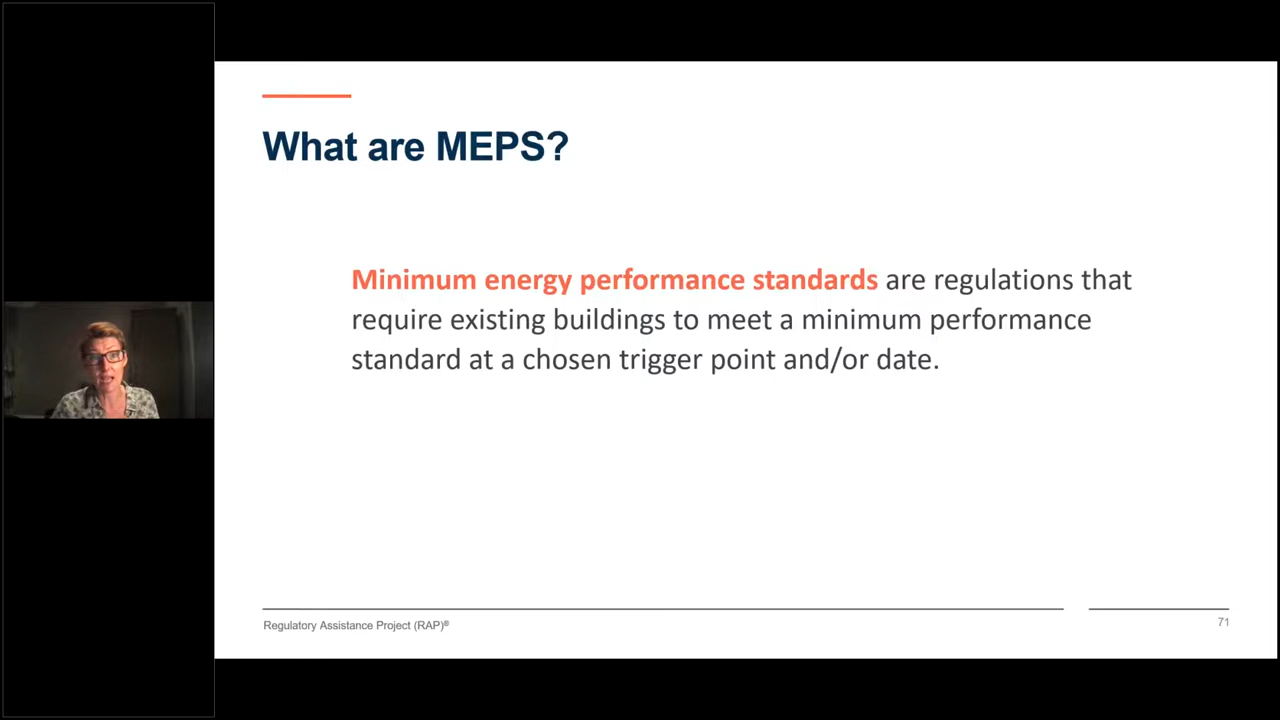 What are MEPS?
Minimum energy performance standards are regulations that
require existing buildings to meet a minimum performance
standard at a chosen trigger point and/or date.
Regulatory Assistance Project (RAP)®
71